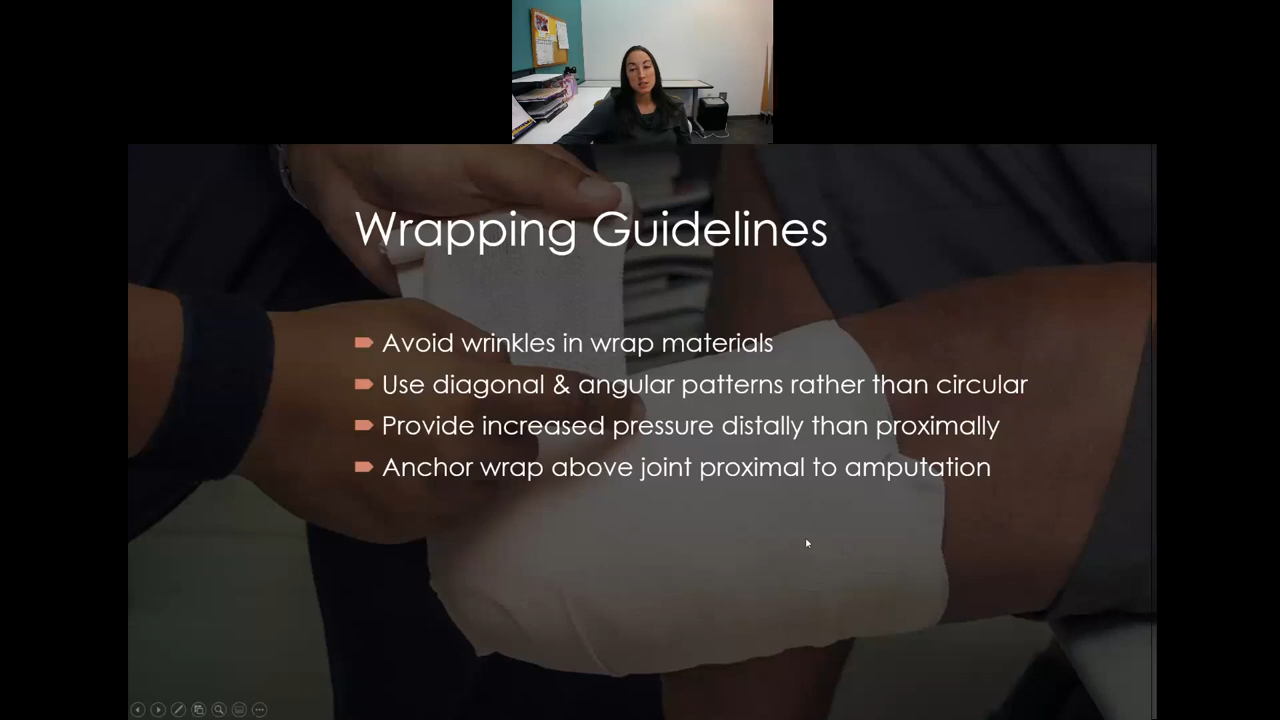 Wrapping Guidelines
Avoid wrinkles in wrap materials
Use diagonal & angular patterns rather than circular
Provide increased pressure distally than proximally
Anchor wrap above joint proximal to amputation